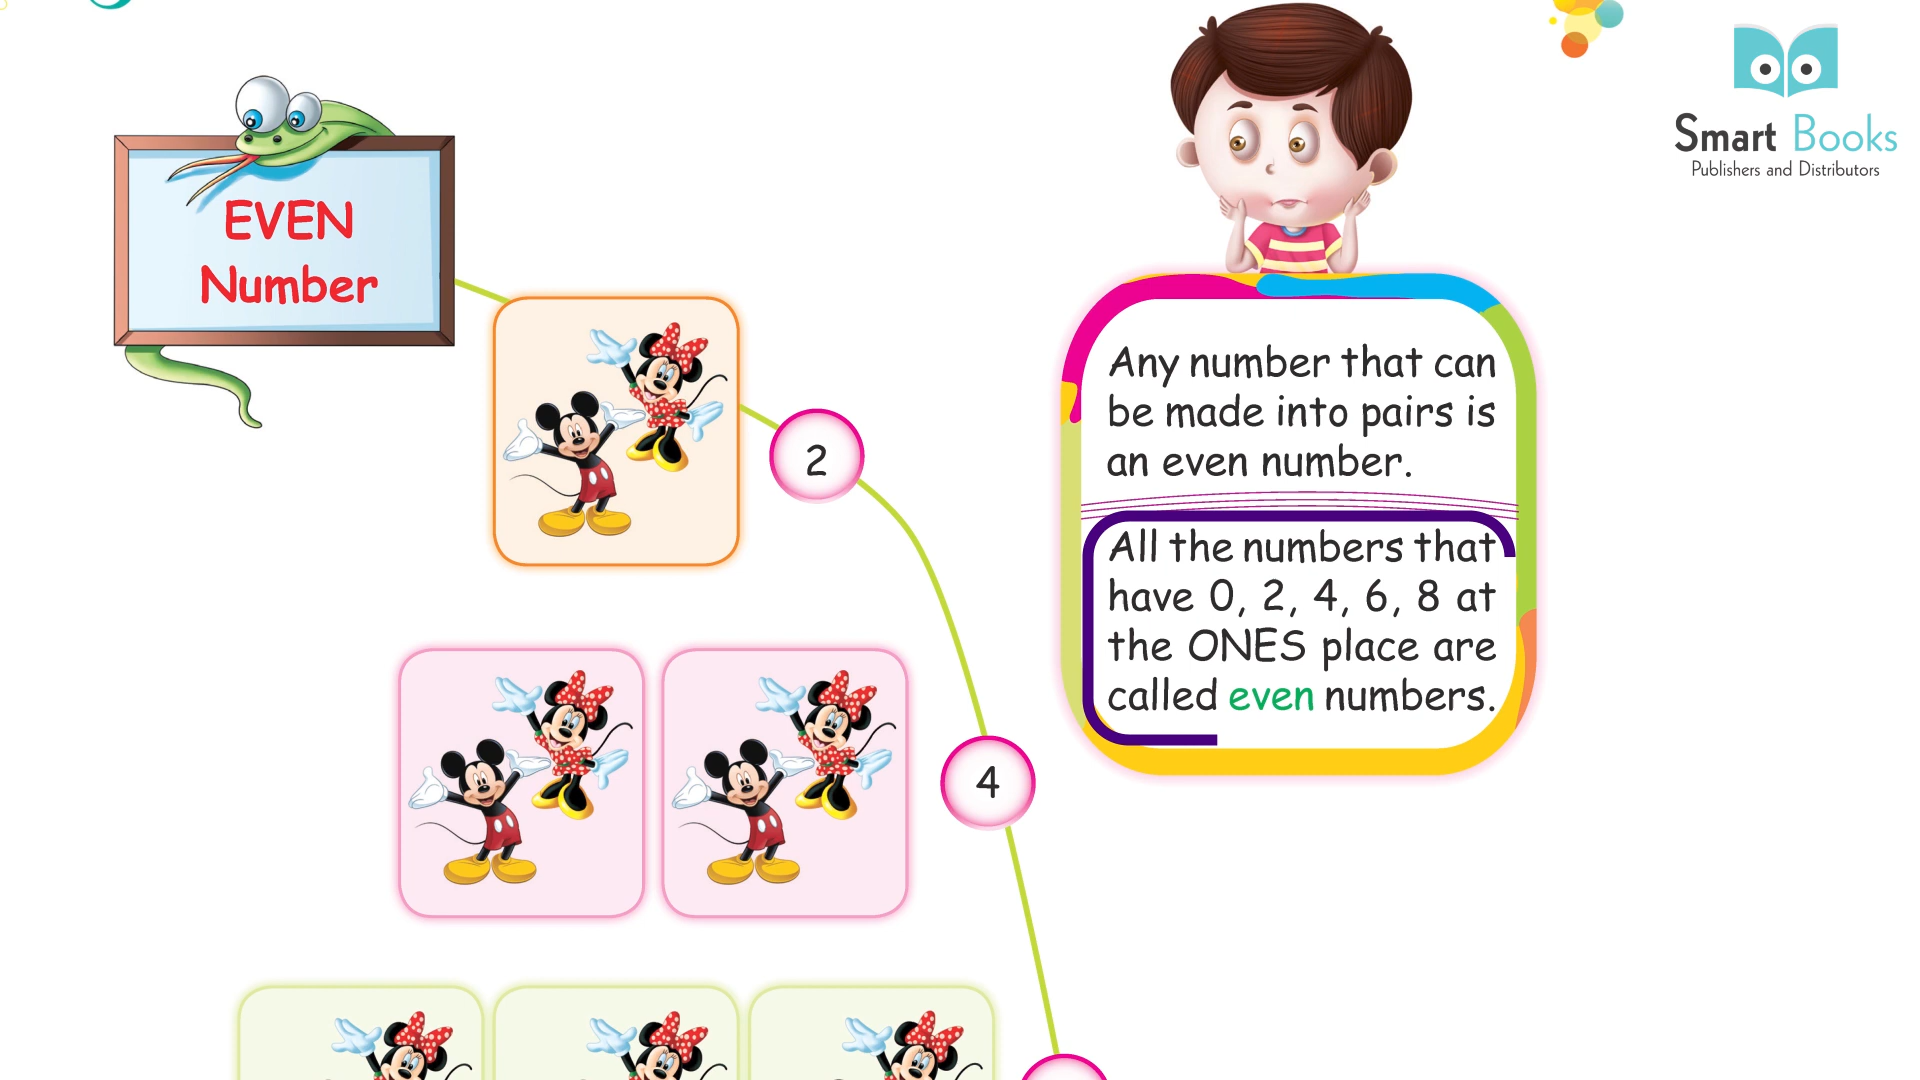 Smart Books
Publishers and Distributors
EVEN
Number
Any number that can
be made into pairs is
an even number.
2
All the numbers that
have 0, 2, 4, 6, 8 at
the ONES place are
called even numbers.
4